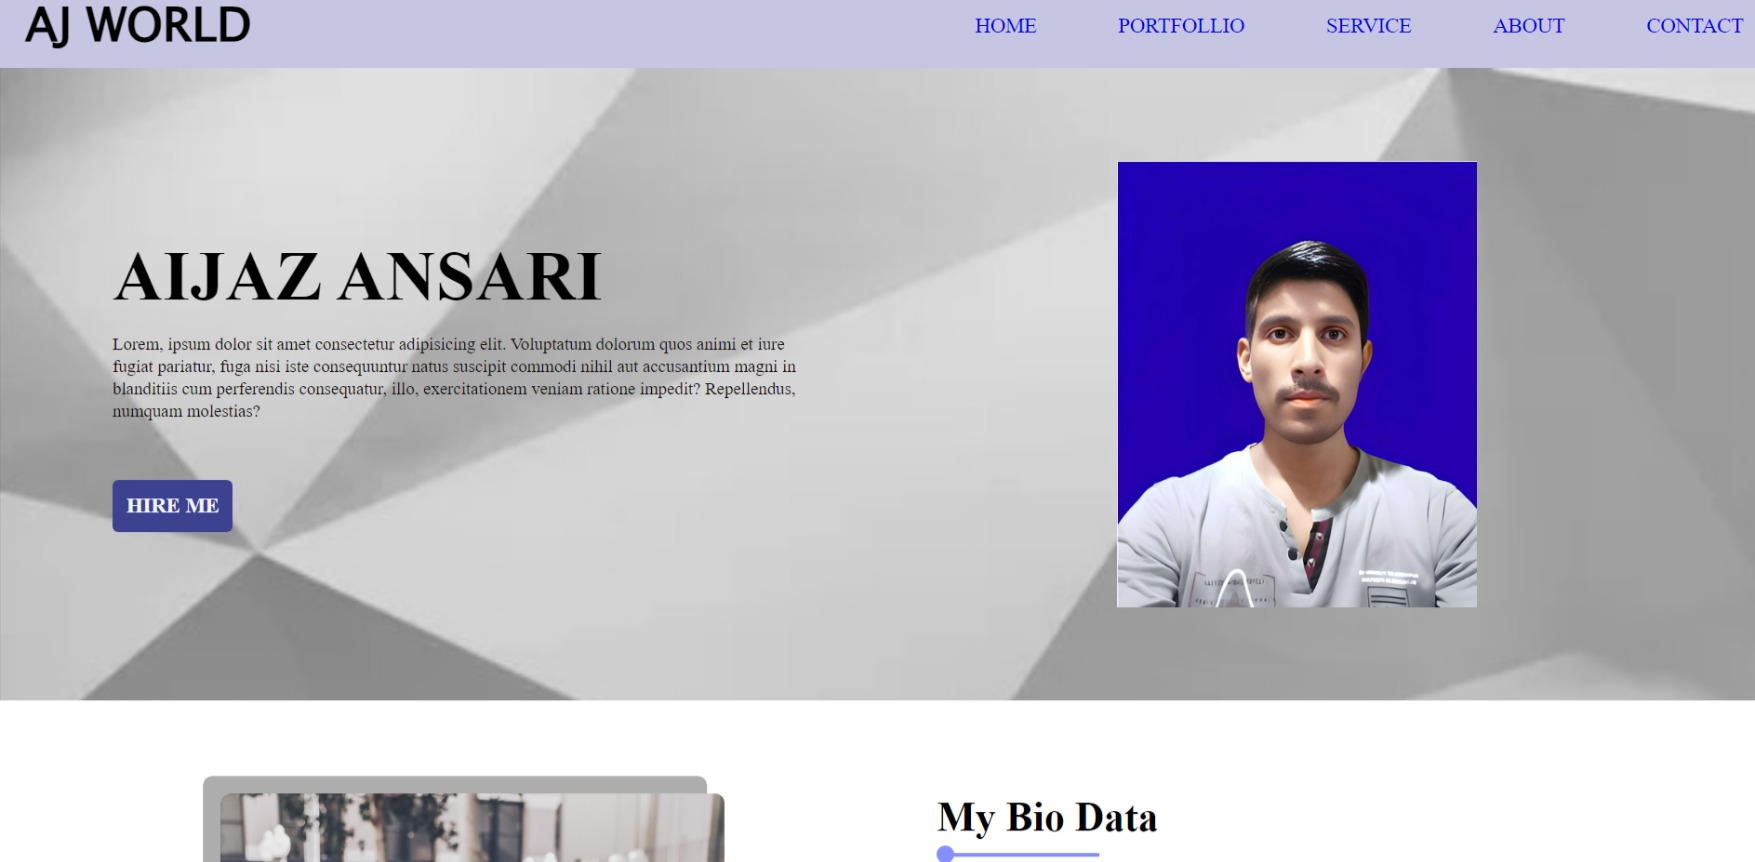 AJ WORLD
HOME PORTFOLLIO SERVICE ABOUT CONTACT
AIJAZ ANSARI
Lorem, ipsum dolor sit amet consectetur adipisicing elit. Voluptatum dolorum quos animi et iure
fugiat pariatur, fuga nisi iste consequuntur natus suscipit commodi nihil aut accusantium magni in
blanditiis cum perferendis consequatur, illo, exercitationem veniam ratione impedit? Repellendus,
numquam molestias?
HIRE ME
My Bio Data